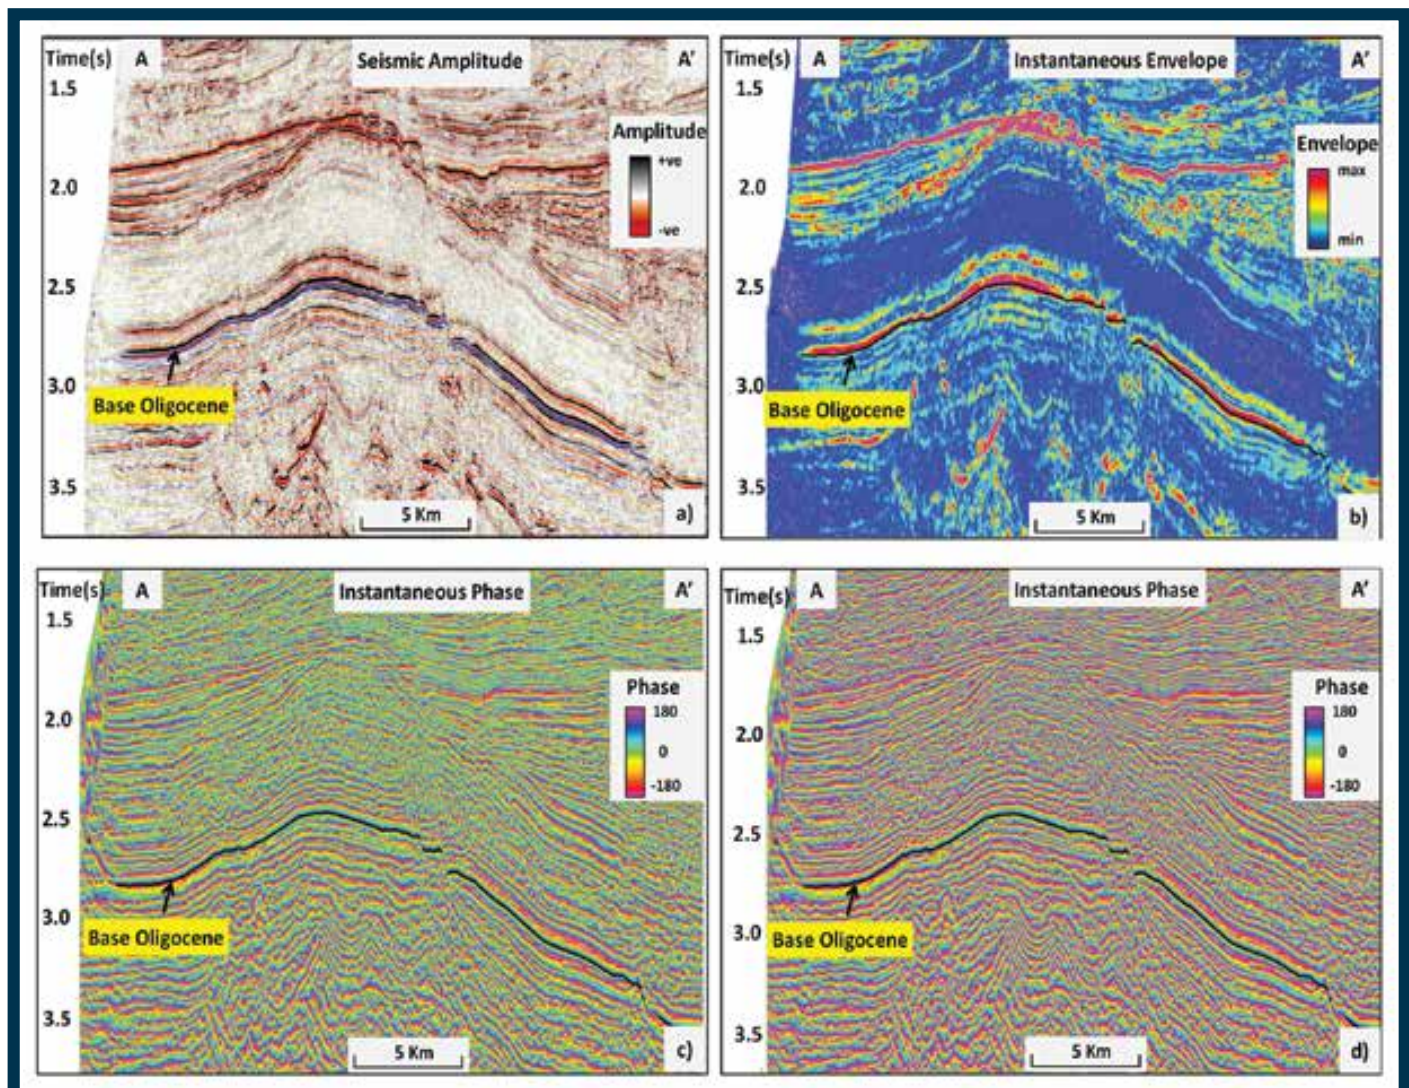 Time(s) A Seismic Amplitude A'
1.5
Amplitude
+ve
2.0
-ve
2.5
3.0
Base Oligocene
3.5
5 Km
a)
Time(s) A Instantaneous Envelope A'
1.5
Envelope
max
2.0
min
2.5
3.0
Base Oligocene
3.5
5 Km
b)
Time(s) A Instantaneous Phase A'
1.5
Phase
180
2.0
0
-180
2.5
3.0
Base Oligocene
3.5
5 Km
c)
Time(s) A Instantaneous Phase A'
1.5
Phase
180
2.0
0
-180
2.5
3.0
Base Oligocene
3.5
5 Km
d)